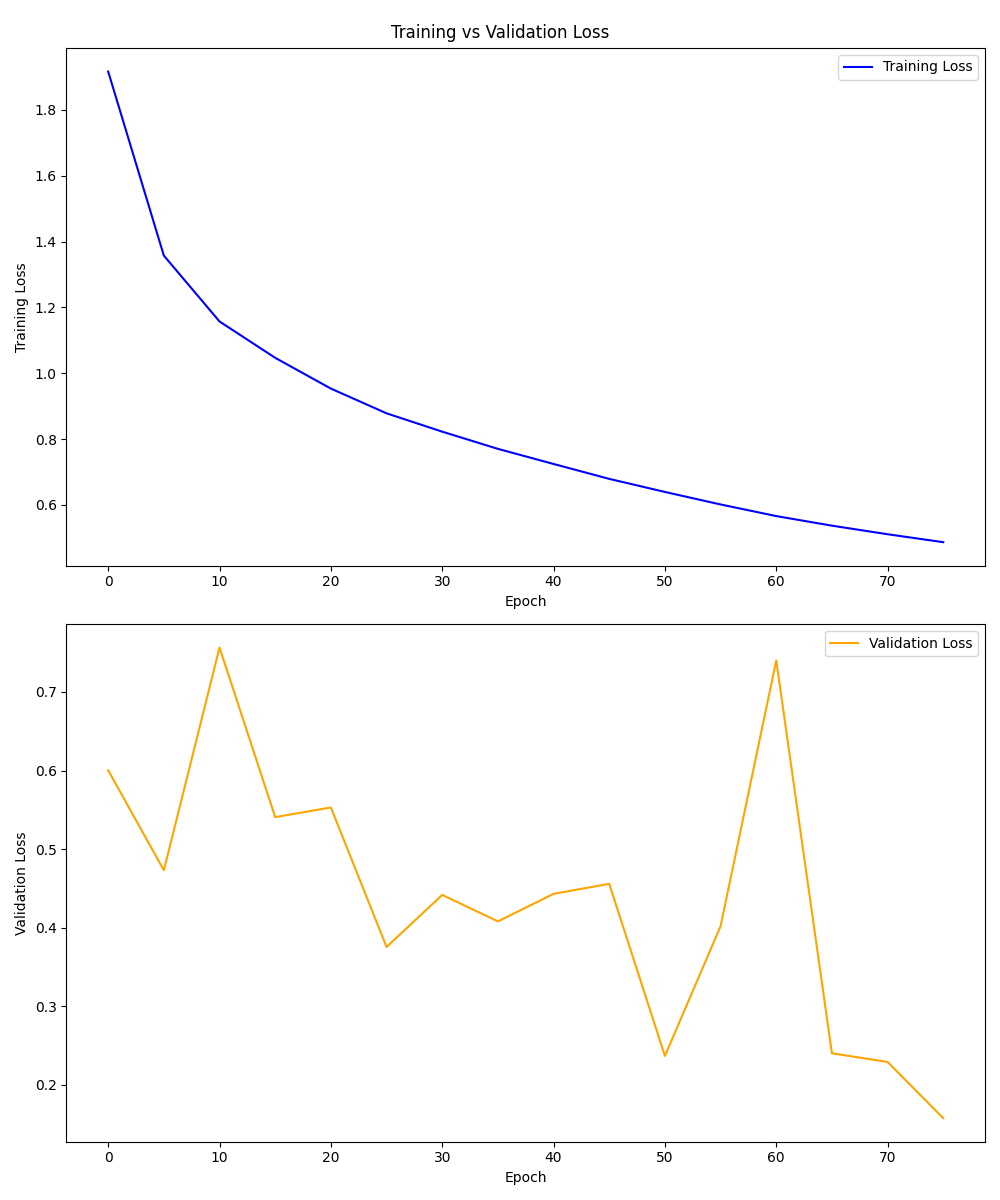 Training vs Validation Loss
Training Loss
1.8
1.6
1.4
1.2
1.0
0.8
0.6
Training Loss
0 10 20 30 40 50 60 70
Epoch
Validation Loss
0.7
0.6
0.5
0.4
0.3
0.2
Validation Loss
0 10 20 30 40 50 60 70
Epoch